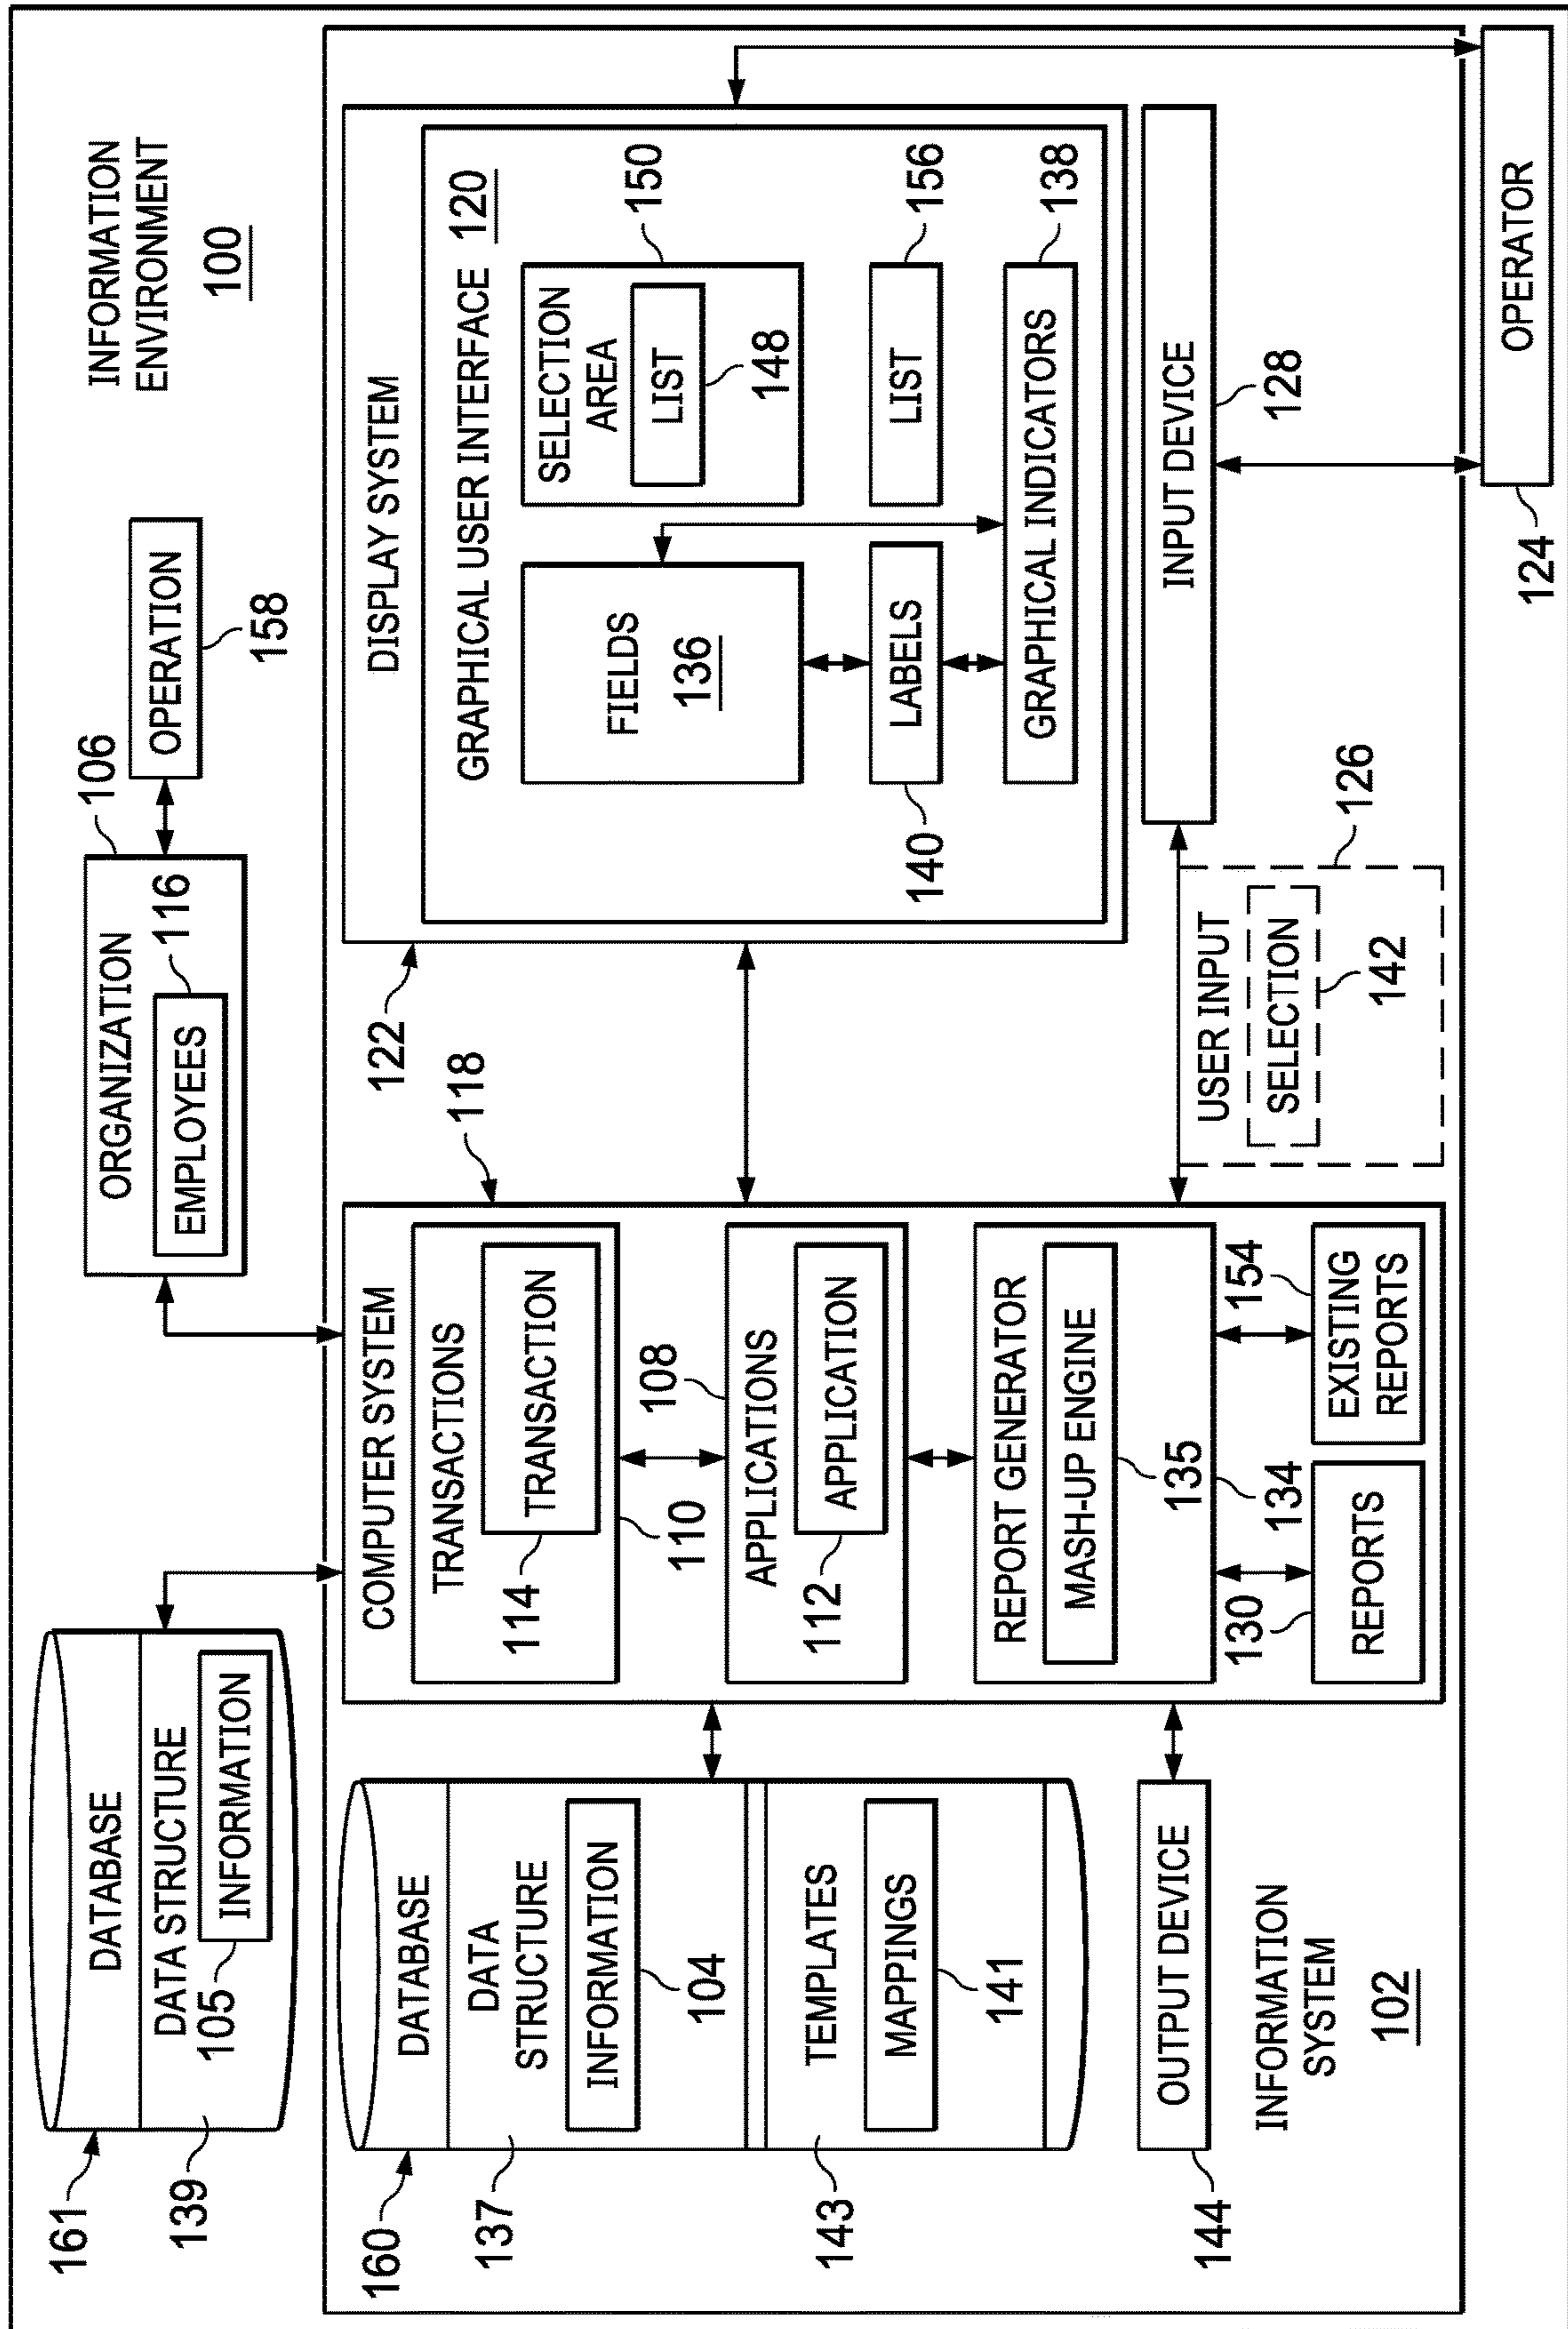 INFORMATION
ENVIRONMENT
100
161
DATABASE
DATA STRUCTURE
105
INFORMATION
139
106
ORGANIZATION
116
EMPLOYEES
OPERATION
158
160
DATABASE
DATA
STRUCTURE
137
INFORMATION
104
TEMPLATES
143
MAPPINGS
141
OUTPUT DEVICE
144
INFORMATION
SYSTEM
102
118
COMPUTER SYSTEM
TRANSACTIONS
TRANSACTION
114
110
108
APPLICATIONS
APPLICATION
112
REPORT GENERATOR
MASH-UP ENGINE
135
134
130
REPORTS
154
EXISTING
REPORTS
122
DISPLAY SYSTEM
GRAPHICAL USER INTERFACE 120
FIELDS
136
SELECTION
AREA
150
LIST
148
LABELS
140
LIST
156
GRAPHICAL INDICATORS
138
INPUT DEVICE
128
USER INPUT
126
SELECTION
142
OPERATOR
124